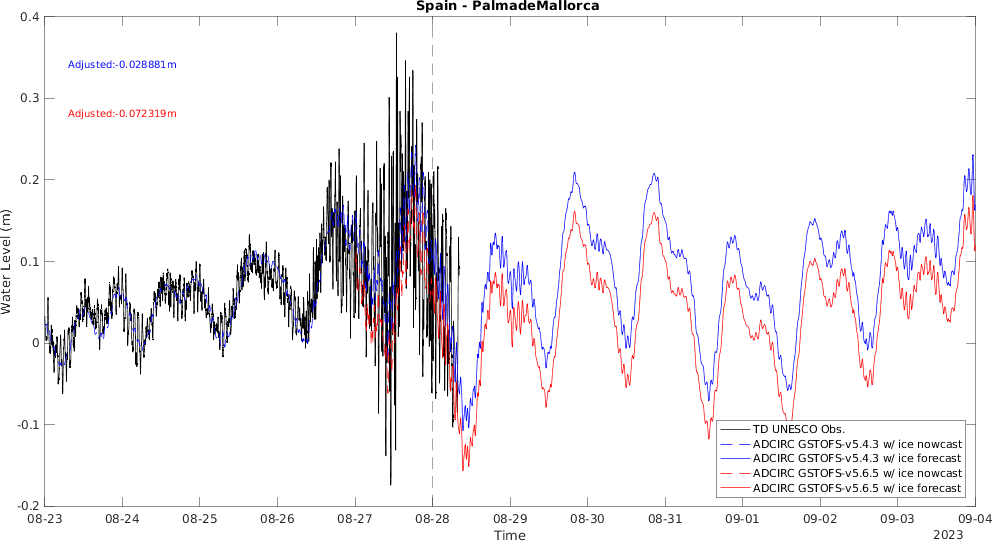 Spain - PalmadeMallorca
0.4
Adjusted:-0.028881m
0.3
Adjusted:-0.072319m
0.2
Water Level (m)
0.1
0
-0.1
TD UNESCO Obs.
ADCIRC GSTOFS-v5.4.3 w/ ice nowcast
ADCIRC GSTOFS-v5.4.3 w/ ice forecast
ADCIRC GSTOFS-v5.6.5 w/ ice nowcast
ADCIRC GSTOFS-v5.6.5 w/ ice forecast
-0.2
08-23 08-24 08-25 08-26 08-27 08-28 08-29 08-30 08-31 09-01 09-02 09-03 09-04
Time
2023